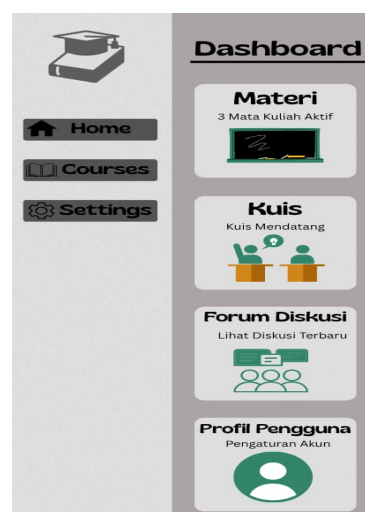 Dashboard
Home
Courses
Settings
Materi
3 Mata Kuliah Aktif
Kuis
Kuis Mendatang
Forum Diskusi
Lihat Diskusi Terbaru
Profil Pengguna
Pengaturan Akun